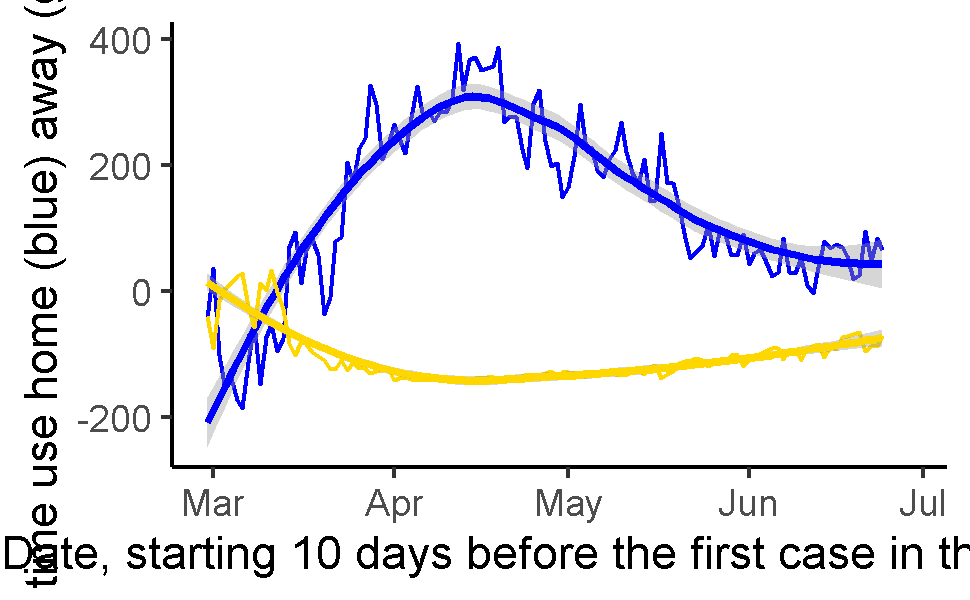 time use home (blue) away (
400
200
0
-200
Mar Apr May Jun Jul
Date, starting 10 days before the first case in th